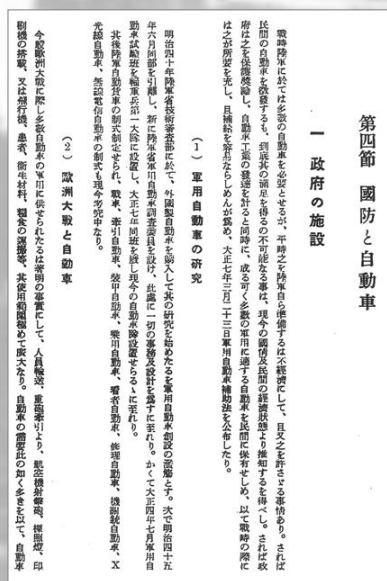 第四節 國防と自動車
一 政府の施設
戰時陸軍に於ては多數の自動車を必要とせるが、平時之を陸軍自ら準備するは不經濟にして、且又之を許さゞる事情あり。されば
民間の自動車を徴發するも、到底其の滿足を得るの不可能なる事は、現今の國情及民間の經濟狀態より推知するを得べし。されば政
府は之を保護奬勵し、自動車工業の發達を計ると同時に、成る可く多數の軍用に適する自動車を民間に保有せしめ、以て戰時の際に
は之が所要を充し、且補給を容易ならしめんが爲め、大正七年三月二十三日軍用自動車補助法を公布したり。
(1) 軍用自動車の研究
明治四十年陸軍省技術審査部に於て、外國製自動車を購入して其の研究を始めたるを軍用自動車創設の濫觴とす。次で明治四十五
年六月同部を引離し、新に陸軍省軍用自動車調査委員を設け、此處に一切の事務及設計を爲すに至れり。かくて大正四年七月軍用自
動車試驗班を輜重兵第一大隊に設置し、大正七年同班を廢し現今の自動車隊設置せらるゝに至れり。
其後陸軍自動貨車の制式制定せられ、戰車、牽引自動車、裝甲自動車、乘用自動車、患者自動車、修理自動車、機關銃自動車、X
光線自動車、無線電信自動車の制式も現今考究中なり。
(2) 歐洲大戰と自動車
今般歐洲大戰に際し多數自動車の軍用に供せられたるは著明の事實にして、人員輸送、重砲牽引より、航空機射擊砲、探照燈、印
刷機の搭載、又は飛行機、患者、衞生材料、糧食の運搬等、其使用範圍極めて廣大なり。自動車の需要此の如く多きを以て、自動車